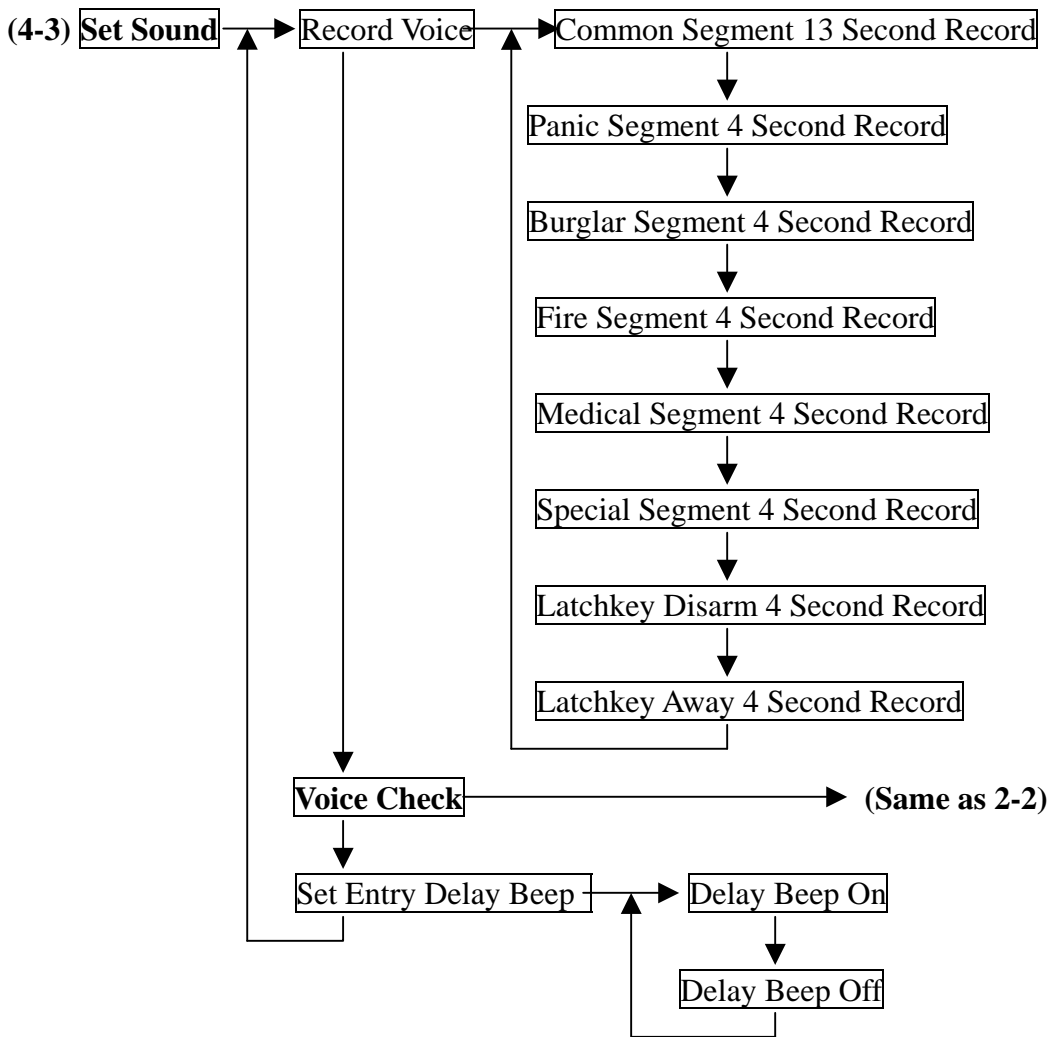 (4-3) Set Sound Record Voice Common Segment 13 Second Record
Panic Segment 4 Second Record
Burglar Segment 4 Second Record
Fire Segment 4 Second Record
Medical Segment 4 Second Record
Special Segment 4 Second Record
Latchkey Disarm 4 Second Record
Latchkey Away 4 Second Record
Voice Check (Same as 2-2)
Set Entry Delay Beep Delay Beep On
Delay Beep Off